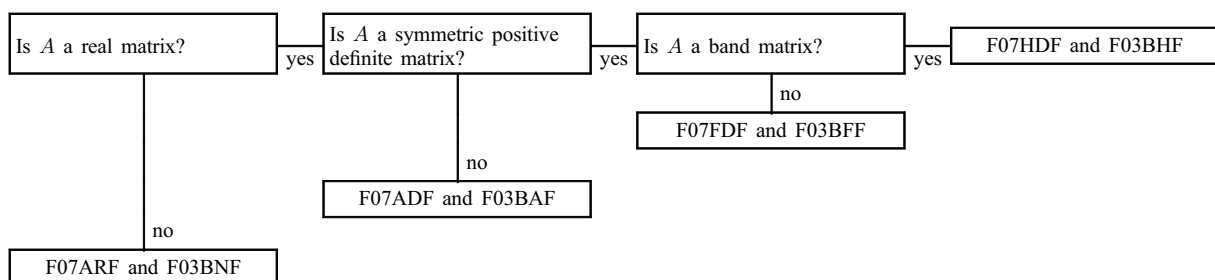 Is A a real matrix?
yes
Is A a symmetric positive
definite matrix?
yes
Is A a band matrix?
yes
F07HDF and F03BHF
no
F07FDF and F03BFF
no
F07ADF and F03BAF
no
F07ARF and F03BNF